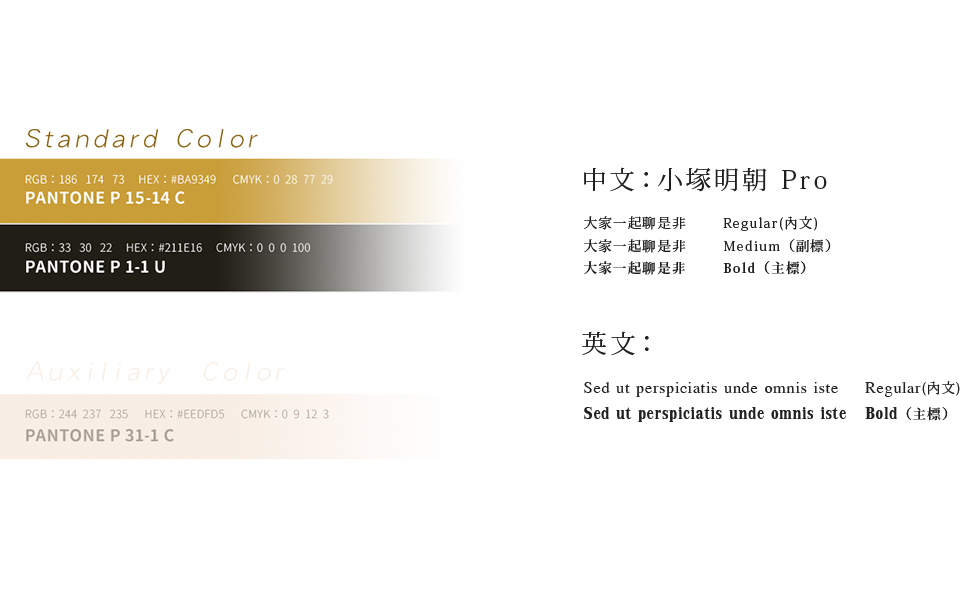 Standard Color
RGB：186 174 73 HEX：#BA9349 CMYK：0 28 77 29
PANTONE P 15-14 C
RGB：33 30 22 HEX：#211E16 CMYK：0 0 0 100
PANTONE P 1-1 U
Auxiliary Color
RGB：244 237 235 HEX：#EEDFD5 CMYK：0 9 12 3
PANTONE P 31-1 C
中文：小塚明朝 Pro
大家一起聊是非 Regular(內文)
大家一起聊是非 Medium（副標）
大家一起聊是非 Bold（主標）
英文：
Sed ut perspiciatis unde omnis iste Regular(內文)
Sed ut perspiciatis unde omnis iste Bold（主標）